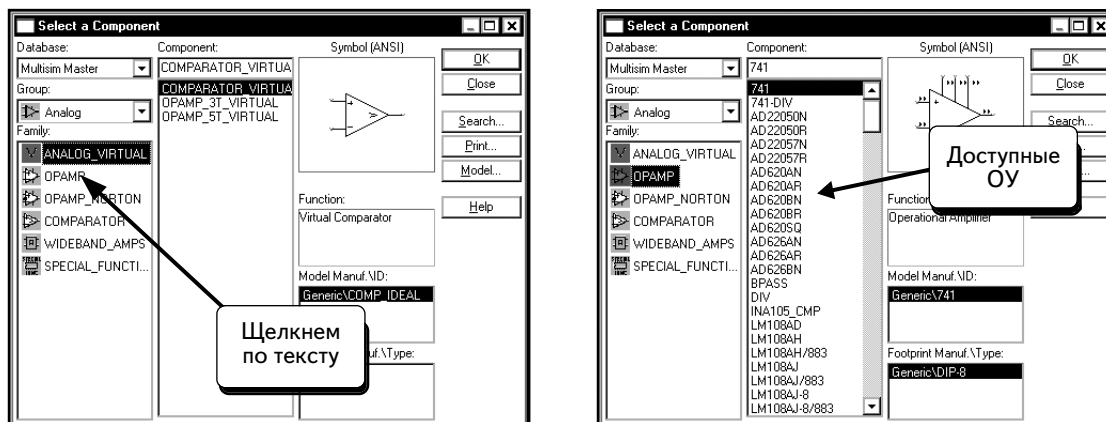 Select a Component
Database:
Multisim Master
Group:
Analog
Family:
ANALOG_VIRTUAL
OPAMP
OPAMP_NORTON
COMPARATOR
WIDEBAND_AMPS
SPECIAL_FUNCTI...
Component:
COMPARATOR_VIRTUA
COMPARATOR_VIRTUA
OPAMP_3T_VIRTUAL
OPAMP_5T_VIRTUAL
Symbol (ANSI)
Function:
Virtual Comparator
Model Manuf.\ID:
Generic\COMP_IDEAL
uf.\Type:
OK
Close
Search...
Print...
Model...
Help
Щелкнем
по тексту
Select a Component
Database:
Multisim Master
Group:
Analog
Family:
ANALOG_VIRTUAL
OPAMP
OPAMP_NORTON
COMPARATOR
WIDEBAND_AMPS
SPECIAL_FUNCTI...
Component:
741
741
741-DIV
AD22050N
AD22050R
AD22057N
AD22057R
AD620AN
AD620AR
AD620BN
AD620BR
AD620SQ
AD626AN
AD626AR
AD626BN
BPASS
DIV
INA105_CMP
LM108AD
LM108AH
LM108AH/883
LM108AJ
LM108AJ/883
LM108AJ-8
LM108AJ-8/883
Symbol (ANSI)
Function
Operational Amplifier
Model Manuf.\ID:
Generic\741
Footprint Manuf.\Type:
Generic\DIP-8
OK
Close
Search...
Доступные
ОУ